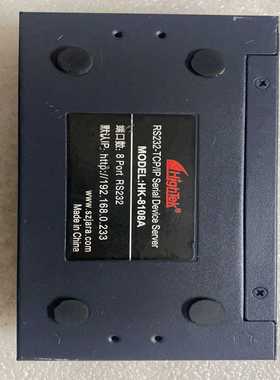 HighTek®
RS232-TCP/IP Serial Device Server
MODEL:HK-8108A
端口数: 8 Port RS232
默认IP: http://192.168.0.233
www.szjara.com
Made in China